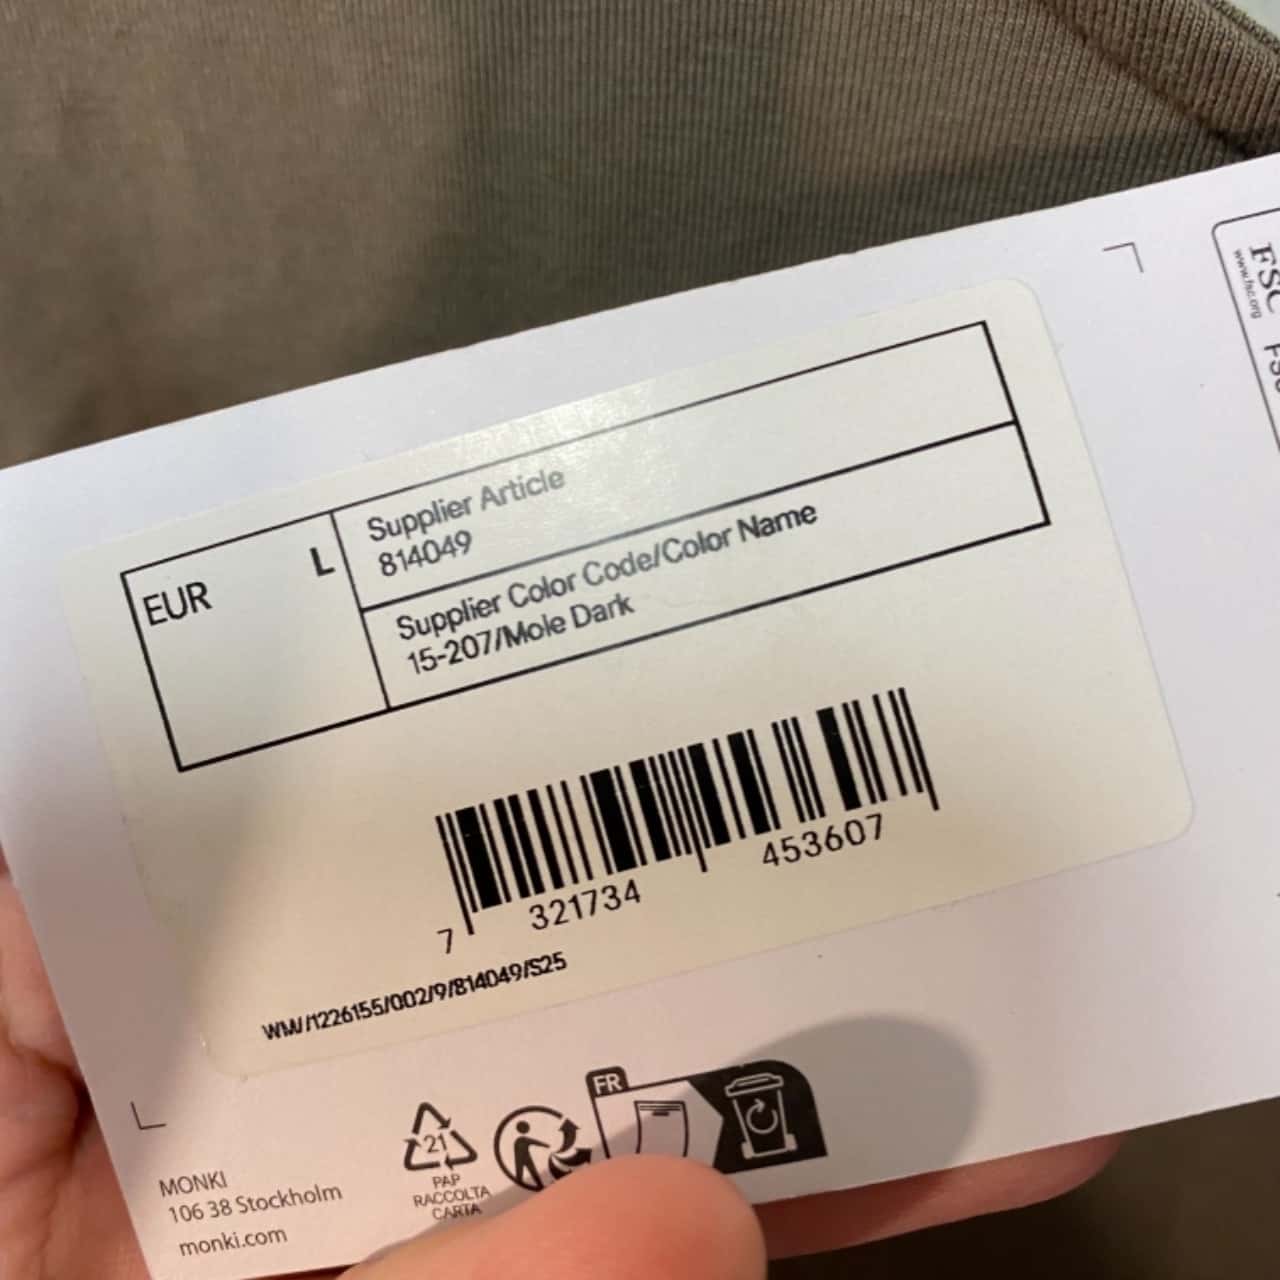 EUR L
Supplier Article
814049
Supplier Color Code/Color Name
15-207/Mole Dark
7 321734 453607
WW/1226155/002/9/814049/S25
FR
21
PAP
RACCOLTA
CARTA
MONKI
106 38 Stockholm
monki.com
FSC
www.fsc.org